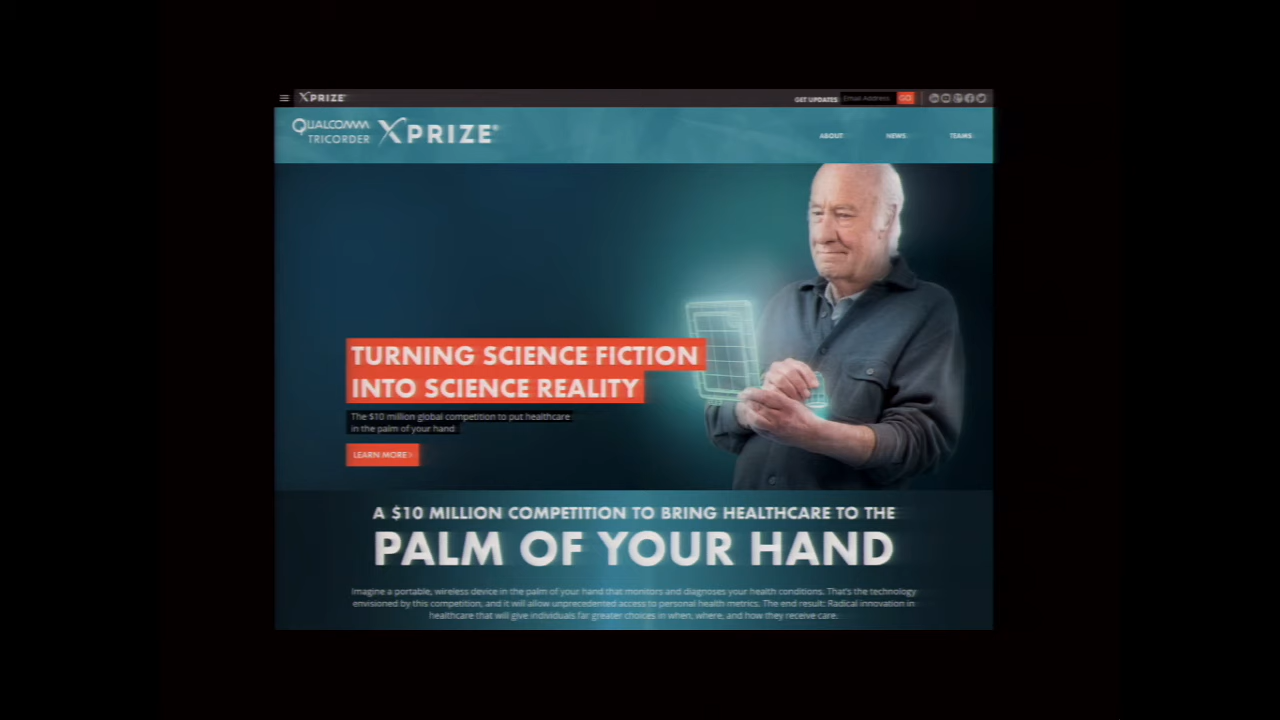 XPRIZE
GET UPDATES Email Address GO
QUALCOMM
TRICORDER XPRIZE
ABOUT NEWS TEAMS
TURNING SCIENCE FICTION
INTO SCIENCE REALITY
The $10 million global competition to put healthcare
in the palm of your hand.
LEARN MORE >
A $10 MILLION COMPETITION TO BRING HEALTHCARE TO THE
PALM OF YOUR HAND
Imagine a portable, wireless device in the palm of your hand that monitors and diagnoses your health conditions. That's the technology
envisioned by this competition, and it will allow unprecedented access to personal health metrics. The end result: Radical innovation in
healthcare that will give individuals far greater choices in when, where, and how they receive care.